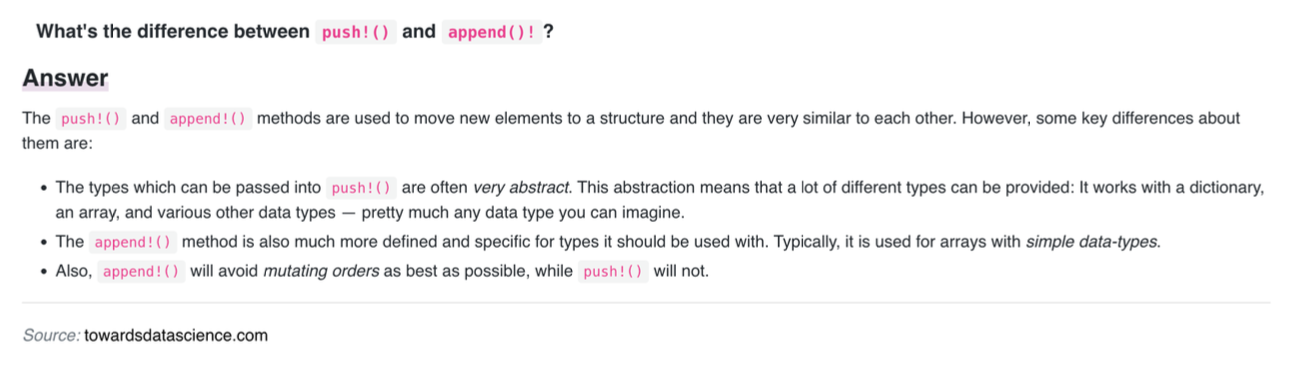 What's the difference between push!() and append()! ?
Answer
The push!() and append!() methods are used to move new elements to a structure and they are very similar to each other. However, some key differences about
them are:
• The types which can be passed into push!() are often very abstract. This abstraction means that a lot of different types can be provided: It works with a dictionary,
an array, and various other data types — pretty much any data type you can imagine.
• The append!() method is also much more defined and specific for types it should be used with. Typically, it is used for arrays with simple data-types.
• Also, append!() will avoid mutating orders as best as possible, while push!() will not.
Source: towardsdatascience.com